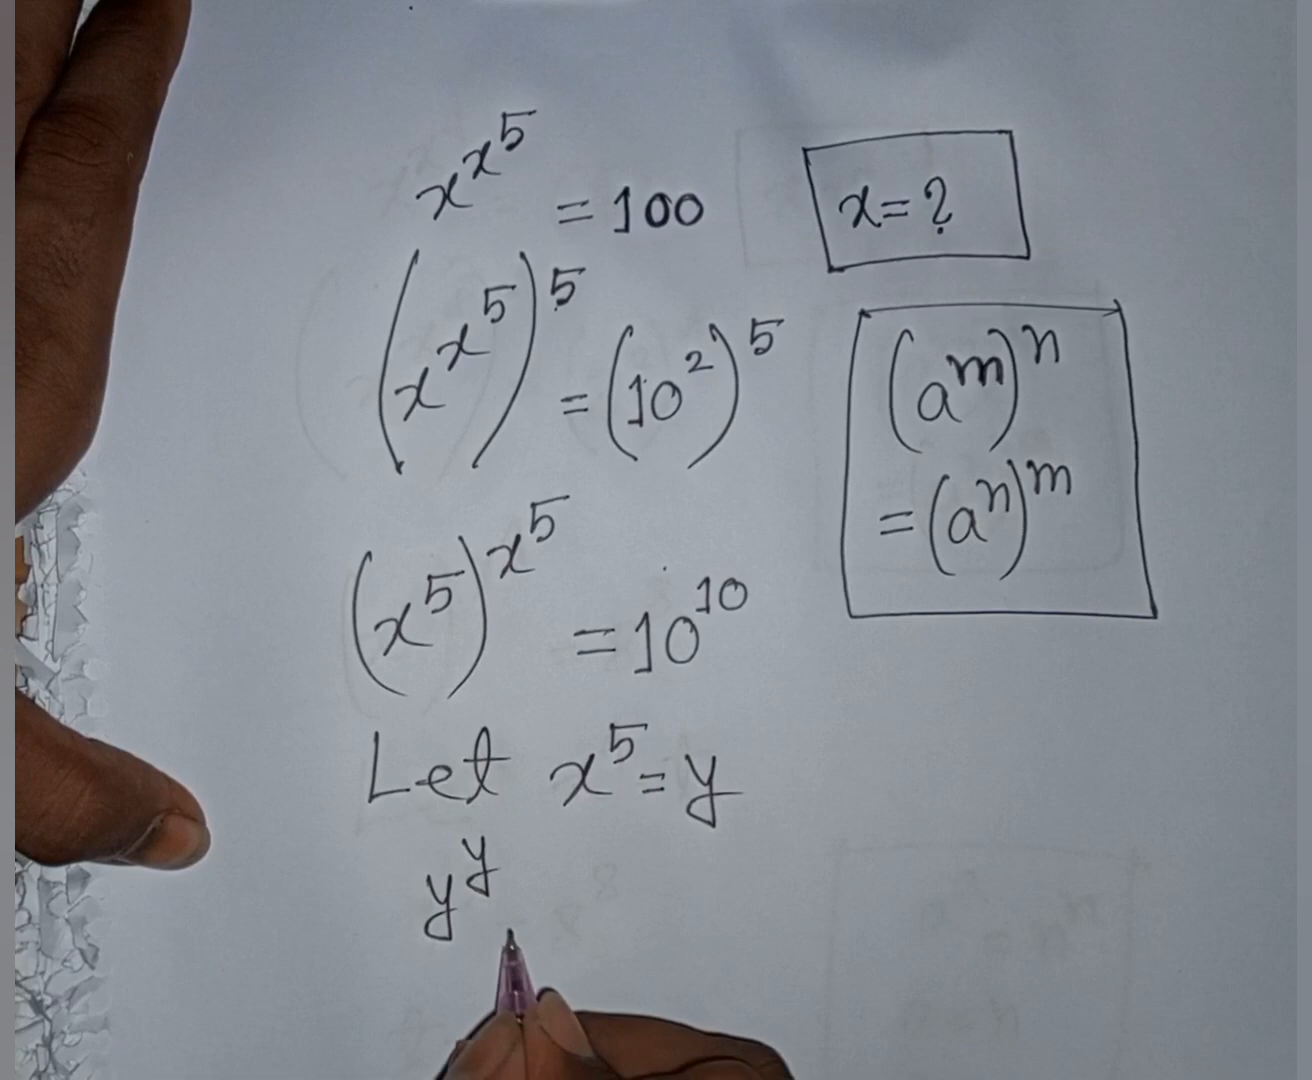 x^{x^5} = 100
x = ?
(x^{x^5})^5 = (10^2)^5
(a^m)^n
= (a^n)^m
(x^5)^{x^5} = 10^{10}
Let x^5 = y
y^y